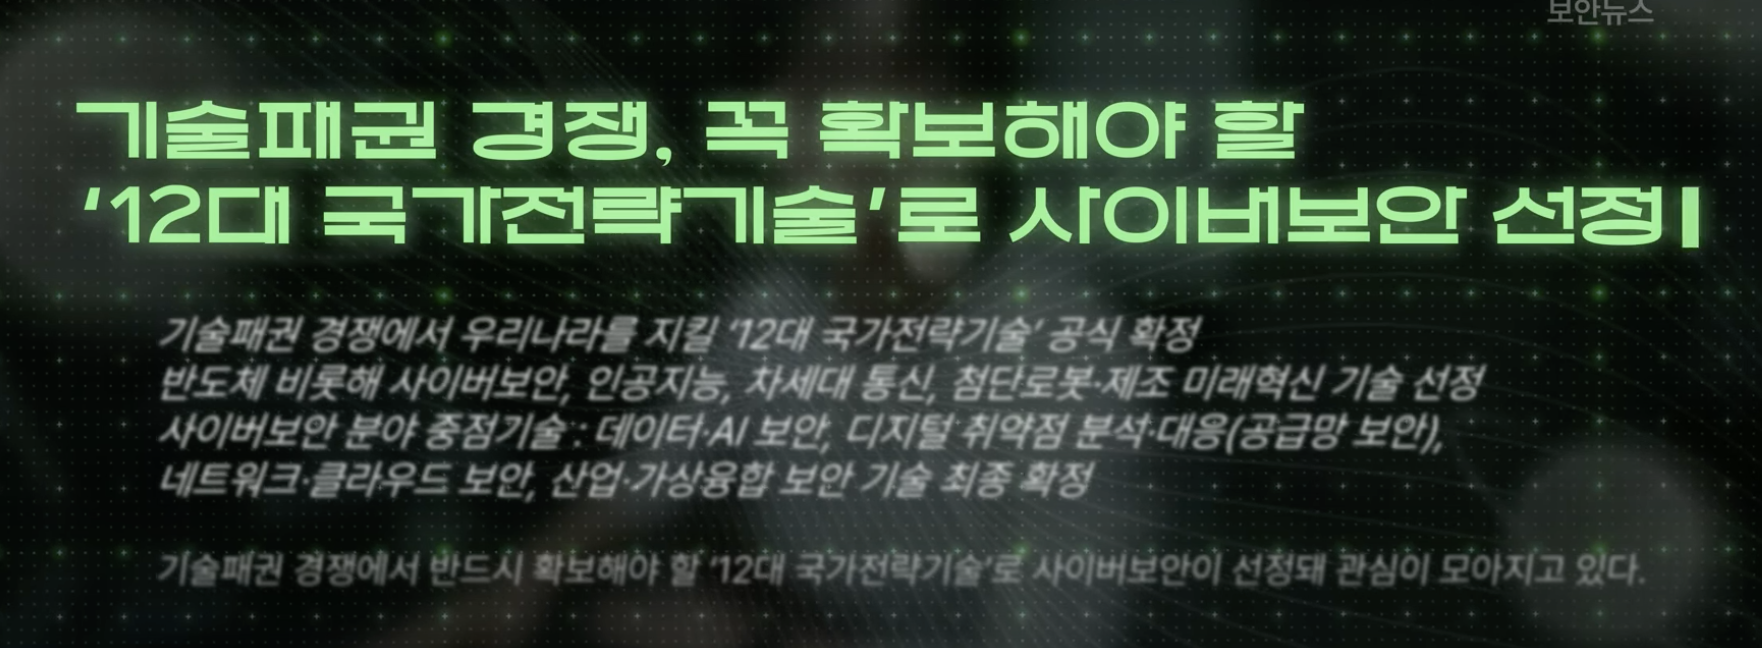 보안뉴스
기술패권 경쟁, 꼭 확보해야 할
‘12대 국가전략기술’로 사이버보안 선정
기술패권 경쟁에서 우리나라를 지킬 ‘12대 국가전략기술’ 공식 확정
반도체 비롯해 사이버보안, 인공지능, 차세대 통신, 첨단로봇·제조 미래혁신 기술 선정
사이버보안 분야 중점기술 : 데이터·AI 보안, 디지털 취약점 분석·대응(공급망 보안),
네트워크·클라우드 보안, 산업·가상융합 보안 기술 최종 확정
기술패권 경쟁에서 반드시 확보해야 할 ‘12대 국가전략기술’로 사이버보안이 선정돼 관심이 모아지고 있다.